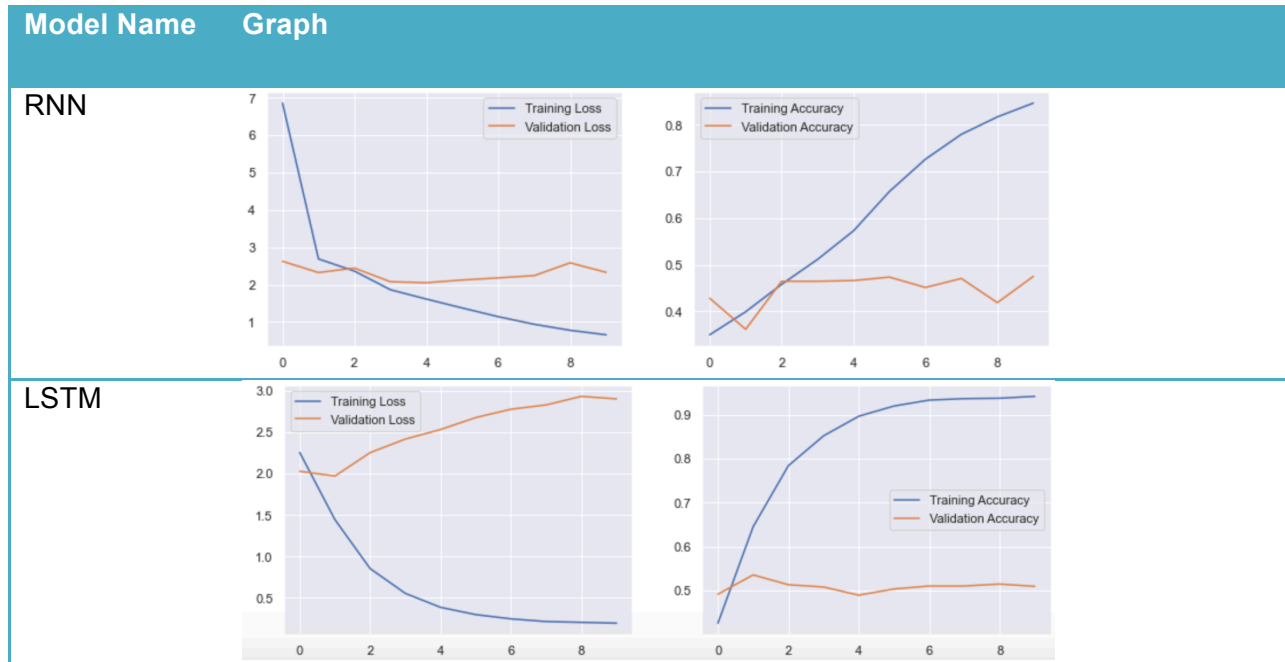 Model Name Graph
RNN
7
6
5
4
3
2
1
0 2 4 6 8
Training Loss
Validation Loss
0.8
0.7
0.6
0.5
0.4
0 2 4 6 8
Training Accuracy
Validation Accuracy
LSTM
3.0
2.5
2.0
1.5
1.0
0.5
0 2 4 6 8
Training Loss
Validation Loss
0.9
0.8
0.7
0.6
0.5
0 2 4 6 8
Training Accuracy
Validation Accuracy